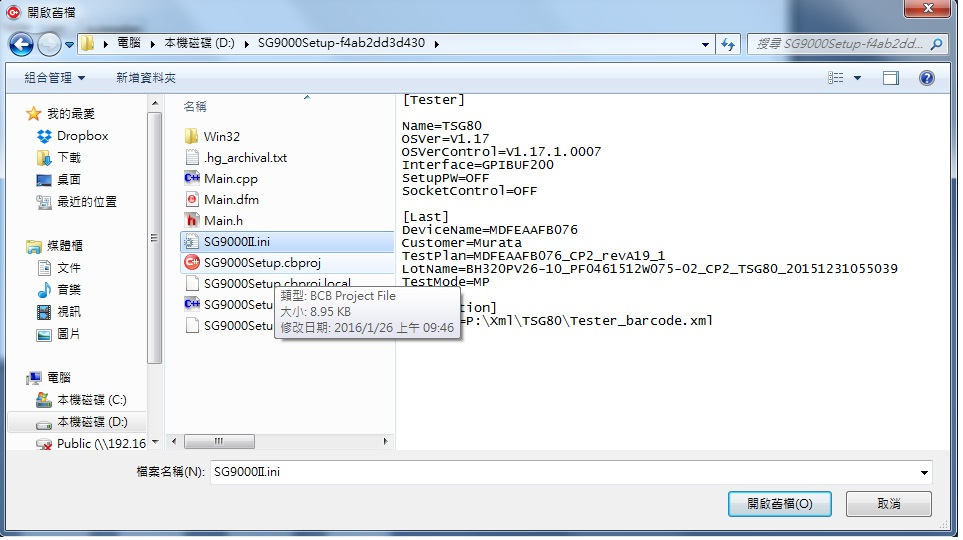 開啟舊檔
電腦 本機磁碟 (D:) SG9000Setup-f4ab2dd3d430
搜尋 SG9000Setup-f4ab2dd...
組合管理 新增資料夾
我的最愛
Dropbox
下載
桌面
最近的位置
媒體櫃
文件
音樂
視訊
圖片
電腦
本機磁碟 (C:)
本機磁碟 (D:)
Public (\\192.16
名稱
Win32
.hg_archival.txt
Main.cpp
Main.dfm
Main.h
SG9000II.ini
SG9000Setup.cbproj
SG9000Setup.cbproj.local
SG9000Setu
SG9000Setu
類型: BCB Project File
大小: 8.95 KB
修改日期: 2016/1/26 上午 09:46
[Tester]
Name=TSG80
OSVer=V1.17
OSVerControl=V1.17.1.0007
Interface=GPIBUF200
SetupPW=OFF
SocketControl=OFF
[Last]
DeviceName=MDFEAAFB076
Customer=Murata
TestPlan=MDFEAAFB076_CP2_revA19_1
LotName=BH320PV26-10_PF0461512W075-02_CP2_TSG80_20151231055039
TestMode=MP
tion]
=P:\Xml\TSG80\Tester_barcode.xml
檔案名稱(N): SG9000II.ini
開啟舊檔(O) 取消